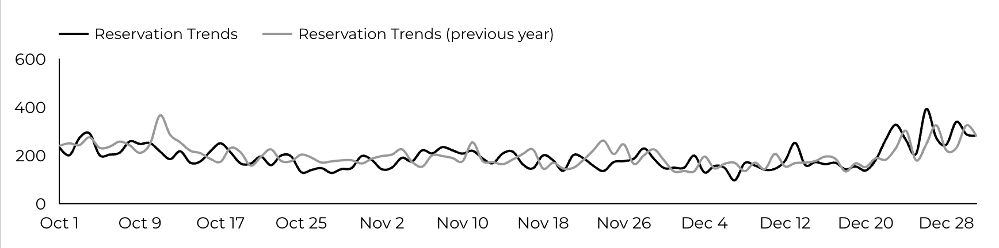 Reservation Trends Reservation Trends (previous year)
600
400
200
0
Oct 1 Oct 9 Oct 17 Oct 25 Nov 2 Nov 10 Nov 18 Nov 26 Dec 4 Dec 12 Dec 20 Dec 28